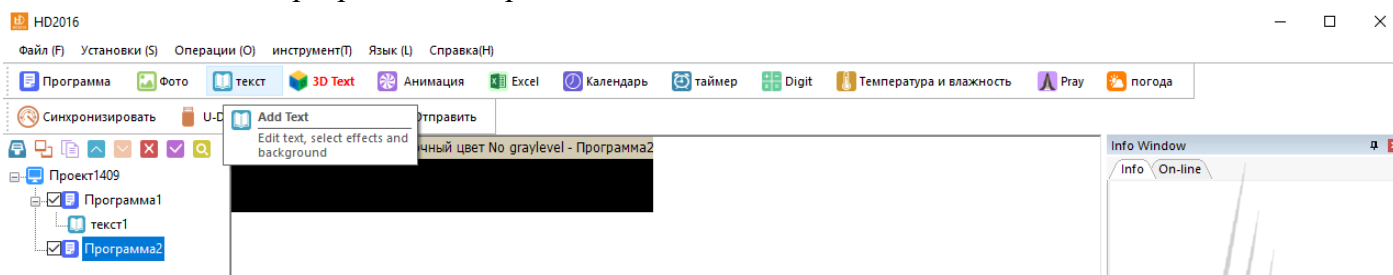 HD2016
Файл (F) Установки (S) Операции (O) инструмент(T) Язык (L) Справка(H)
Программа Фото текст 3D Text Анимация Excel Календарь таймер Digit Температура и влажность Pray погода
Синхронизировать U-D Отправить
Add Text
Edit text, select effects and
background
чный цвет No graylevel - Программа2
Info Window
Info On-line
Проект1409
Программа1
текст1
Программа2